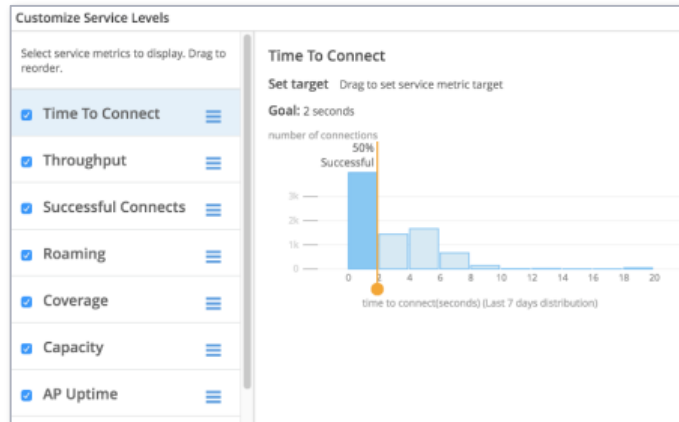 Customize Service Levels
Select service metrics to display. Drag to
reorder.
Time To Connect
Throughput
Successful Connects
Roaming
Coverage
Capacity
AP Uptime
Time To Connect
Set target Drag to set service metric target
Goal: 2 seconds
number of connections
50%
Successful
3k
2k
1k
0
0 2 4 6 8 10 12 14 16 18 20
time to connect(seconds) (Last 7 days distribution)